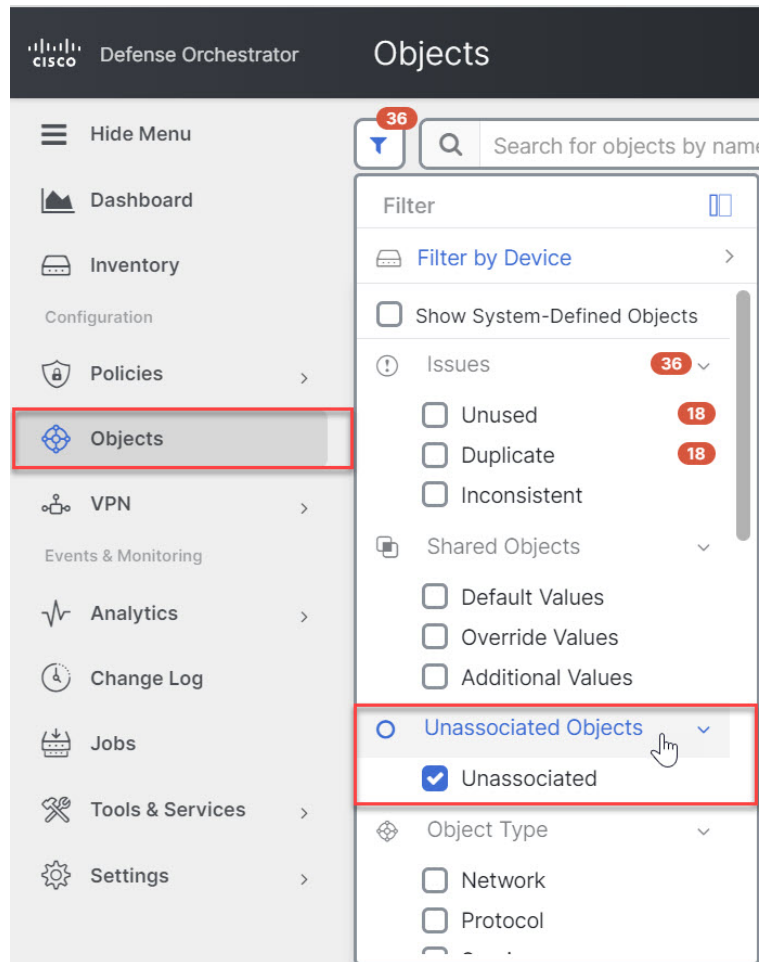 cisco Defense Orchestrator
Objects
Hide Menu
Dashboard
Inventory
Configuration
Policies
Objects
VPN
Events & Monitoring
Analytics
Change Log
Jobs
Tools & Services
Settings
36
Search for objects by name
Filter
Filter by Device
Show System-Defined Objects
Issues 36
Unused 18
Duplicate 18
Inconsistent
Shared Objects
Default Values
Override Values
Additional Values
Unassociated Objects
Unassociated
Object Type
Network
Protocol